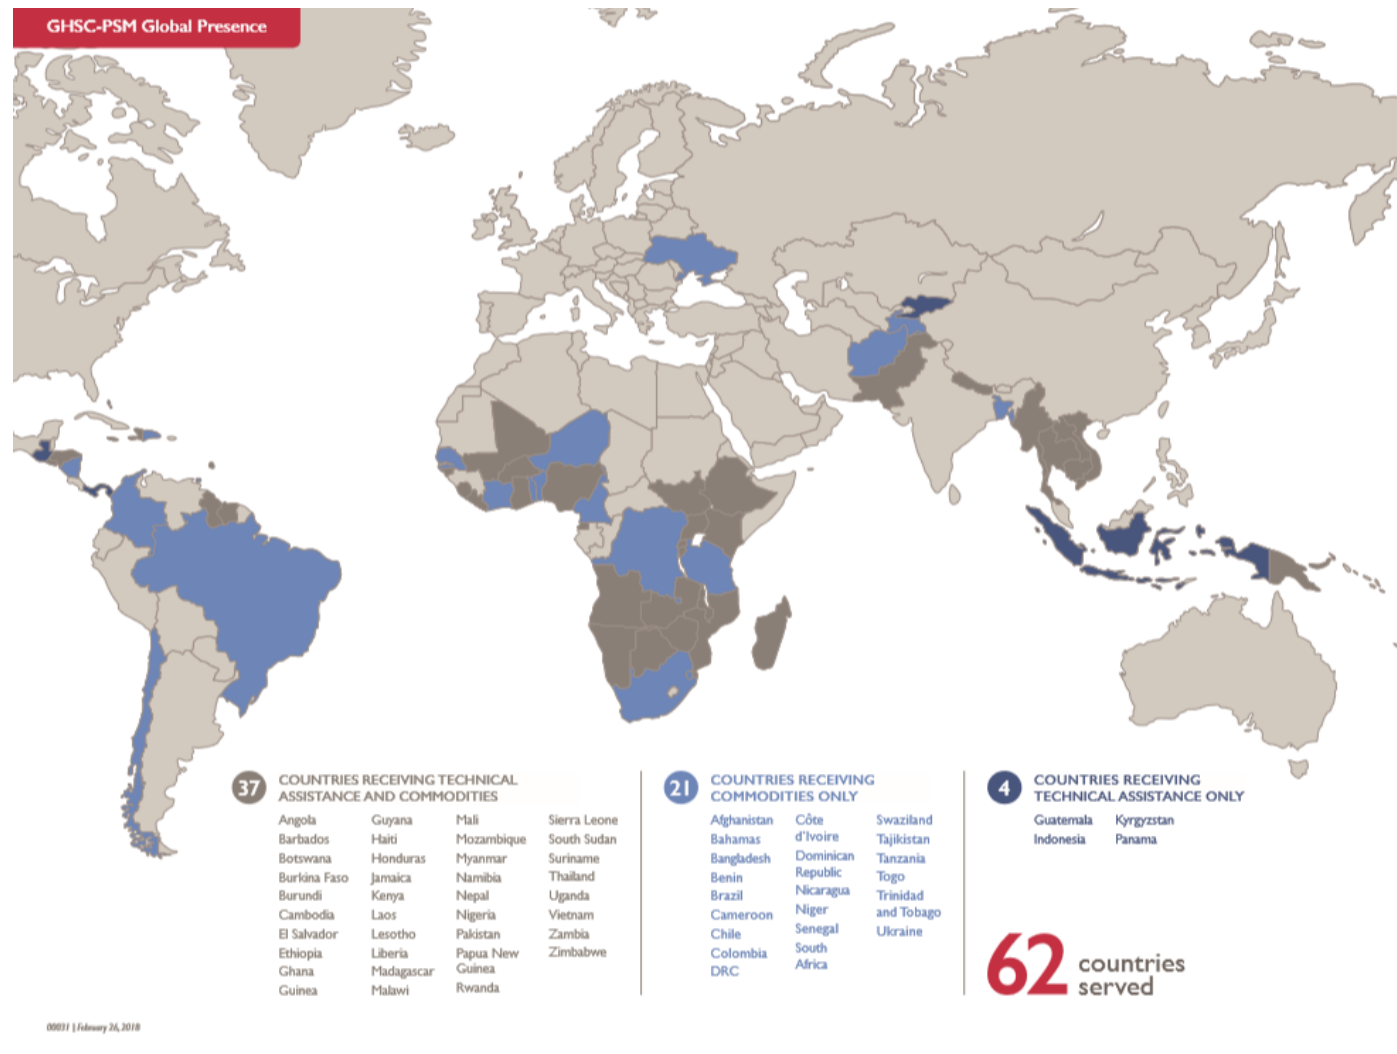 GHSC-PSM Global Presence
37
COUNTRIES RECEIVING TECHNICAL
ASSISTANCE AND COMMODITIES
Angola
Barbados
Botswana
Burkina Faso
Burundi
Cambodia
El Salvador
Ethiopia
Ghana
Guinea
Guyana
Haiti
Honduras
Jamaica
Kenya
Laos
Lesotho
Liberia
Madagascar
Malawi
Mali
Mozambique
Myanmar
Namibia
Nepal
Nigeria
Pakistan
Papua New
Guinea
Rwanda
Sierra Leone
South Sudan
Suriname
Thailand
Uganda
Vietnam
Zambia
Zimbabwe
21
COUNTRIES RECEIVING
COMMODITIES ONLY
Afghanistan
Bahamas
Bangladesh
Benin
Brazil
Cameroon
Chile
Colombia
DRC
Côte
d'Ivoire
Dominican
Republic
Nicaragua
Niger
Senegal
South
Africa
Swaziland
Tajikistan
Tanzania
Togo
Trinidad
and Tobago
Ukraine
4
COUNTRIES RECEIVING
TECHNICAL ASSISTANCE ONLY
Guatemala
Indonesia
Kyrgyzstan
Panama
62 countries
served
00031 | February 26, 2018